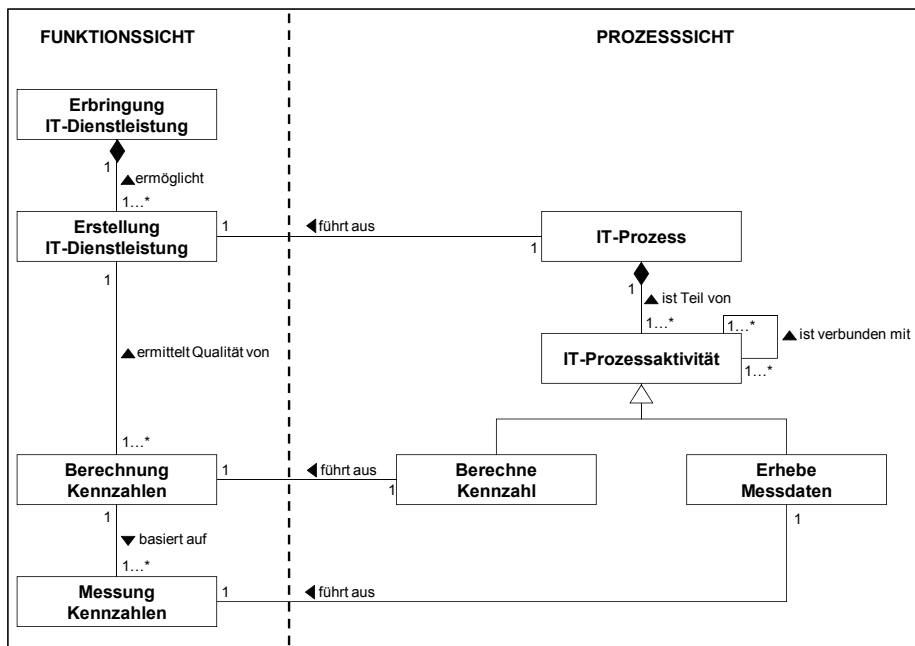 FUNKTIONSSICHT
PROZESSSICHT
Erbringung
IT-Dienstleistung
1
ermöglicht
1...*
Erstellung
IT-Dienstleistung
1
führt aus
1
IT-Prozess
1
1
ist Teil von
1...*
1...*
ist verbunden mit
IT-Prozessaktivität
1...*
ermittelt Qualität von
1...*
Berechnung
Kennzahlen
1
führt aus
1
Berechne
Kennzahl
Erhebe
Messdaten
1
1
basiert auf
1...*
Messung
Kennzahlen
1
führt aus